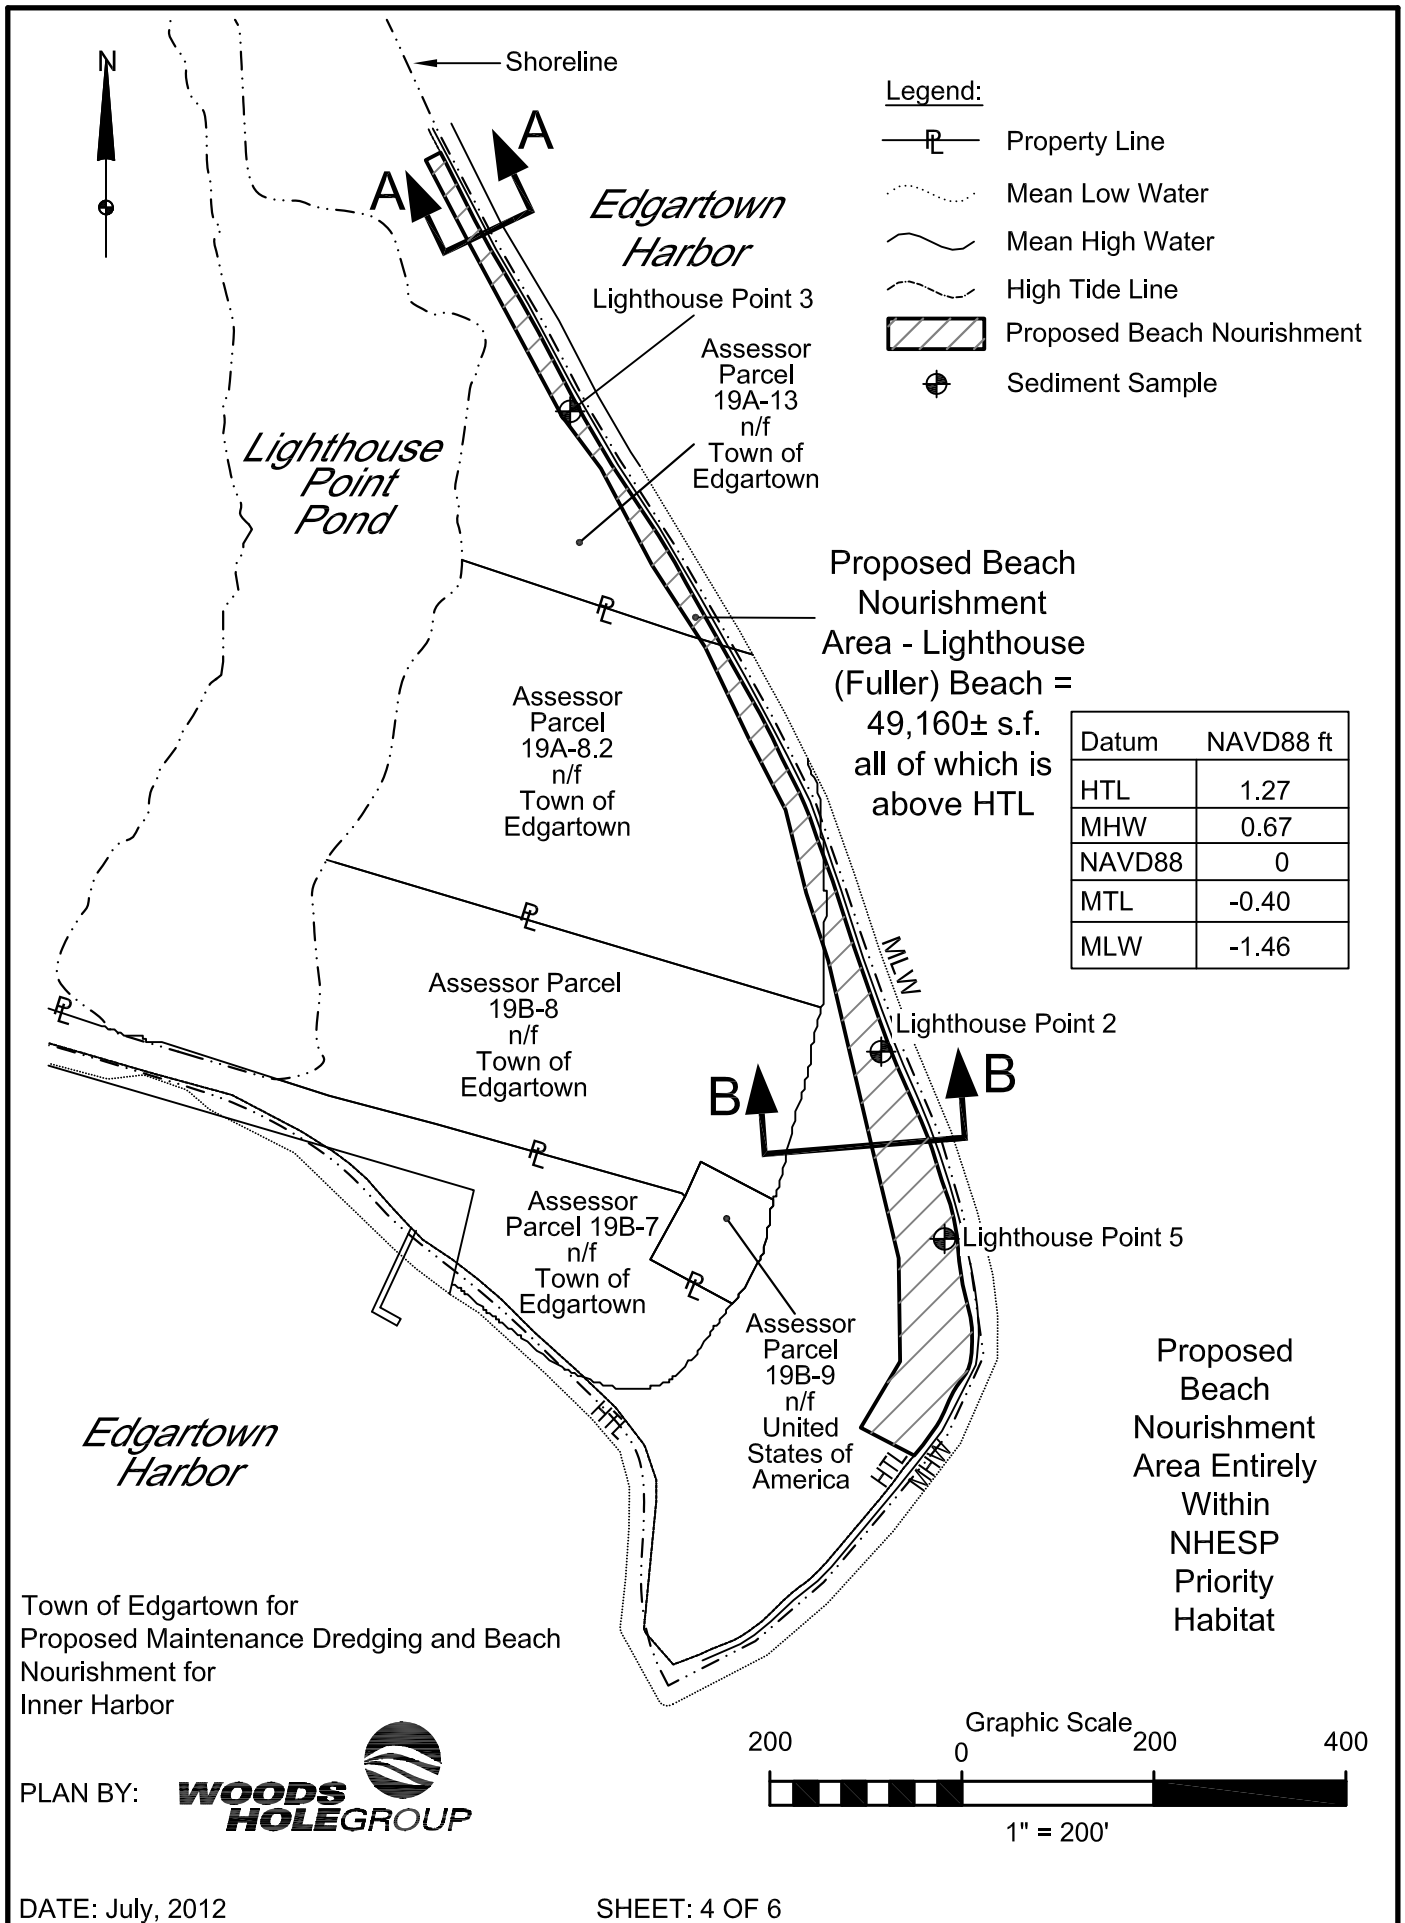 N
Shoreline
A
A
Edgartown
Harbor
Lighthouse Point 3
Legend:
PL
Property Line
Mean Low Water
Mean High Water
High Tide Line
Proposed Beach Nourishment
Sediment Sample
Assessor
Parcel
19A-13
n/f
Town of
Edgartown
Lighthouse
Point
Pond
Proposed Beach
Nourishment
Area - Lighthouse
(Fuller) Beach =
49,160± s.f.
all of which is
above HTL
PL
Assessor
Parcel
19A-8.2
n/f
Town of
Edgartown
Datum NAVD88 ft
HTL 1.27
MHW 0.67
NAVD88 0
MTL -0.40
MLW -1.46
PL
MLW
Assessor Parcel
19B-8
n/f
Town of
Edgartown
PL
Lighthouse Point 2
B
B
PL
Assessor
Parcel 19B-7
n/f
Town of
Edgartown
PL
Lighthouse Point 5
Assessor
Parcel
19B-9
n/f
United
States of
America
HTL
HTL
MHW
Edgartown
Harbor
Proposed
Beach
Nourishment
Area Entirely
Within
NHESP
Priority
Habitat
Town of Edgartown for
Proposed Maintenance Dredging and Beach
Nourishment for
Inner Harbor
PLAN BY:
WOODS
HOLEGROUP
Graphic Scale
200 0 200 400
1" = 200'
DATE: July, 2012
SHEET: 4 OF 6